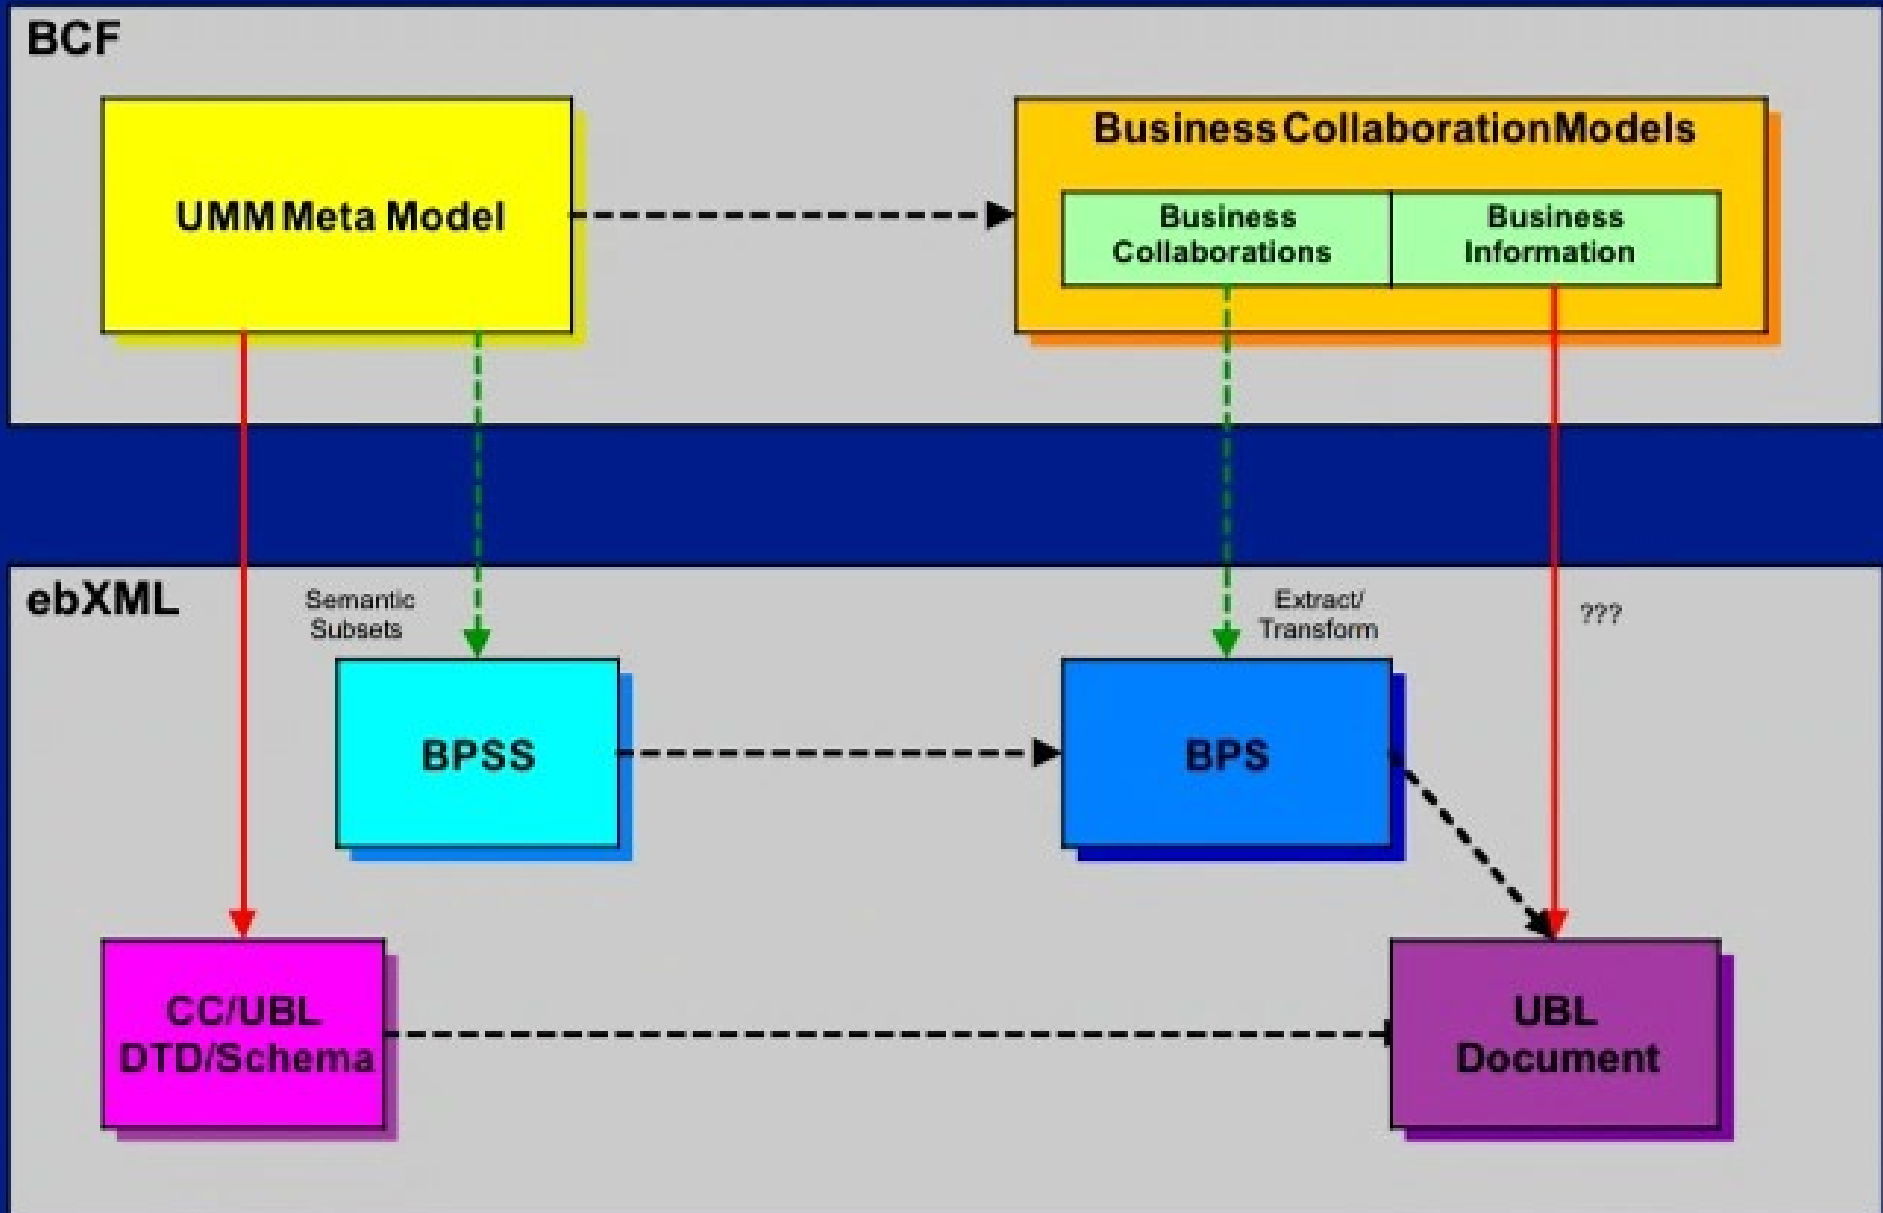 BCF
UMM Meta Model
Business Collaboration Models
Business
Collaborations
Business
Information
ebXML
Semantic
Subsets
Extract/
Transform
???
BPSS
BPS
CC/UBL
DTD/Schema
UBL
Document